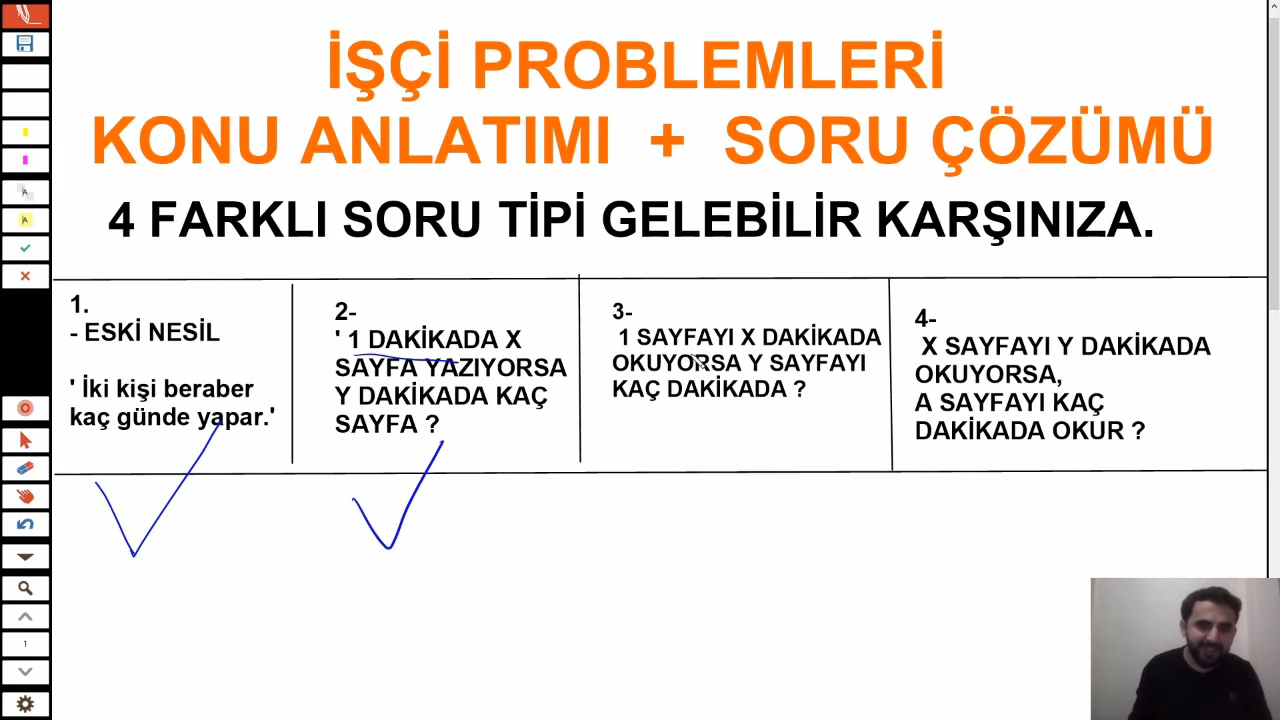 İŞÇİ PROBLEMLERİ
KONU ANLATIMI + SORU ÇÖZÜMÜ
4 FARKLI SORU TİPİ GELEBİLİR KARŞINIZA.
1.
- ESKİ NESİL
' İki kişi beraber
kaç günde yapar.'
2-
' 1 DAKİKADA X
SAYFA YAZIYORSA
Y DAKİKADA KAÇ
SAYFA ?
3-
1 SAYFAYI X DAKİKADA
OKUYORSA Y SAYFAYI
KAÇ DAKİKADA ?
4-
X SAYFAYI Y DAKİKADA
OKUYORSA,
A SAYFAYI KAÇ
DAKİKADA OKUR ?
A
A
1